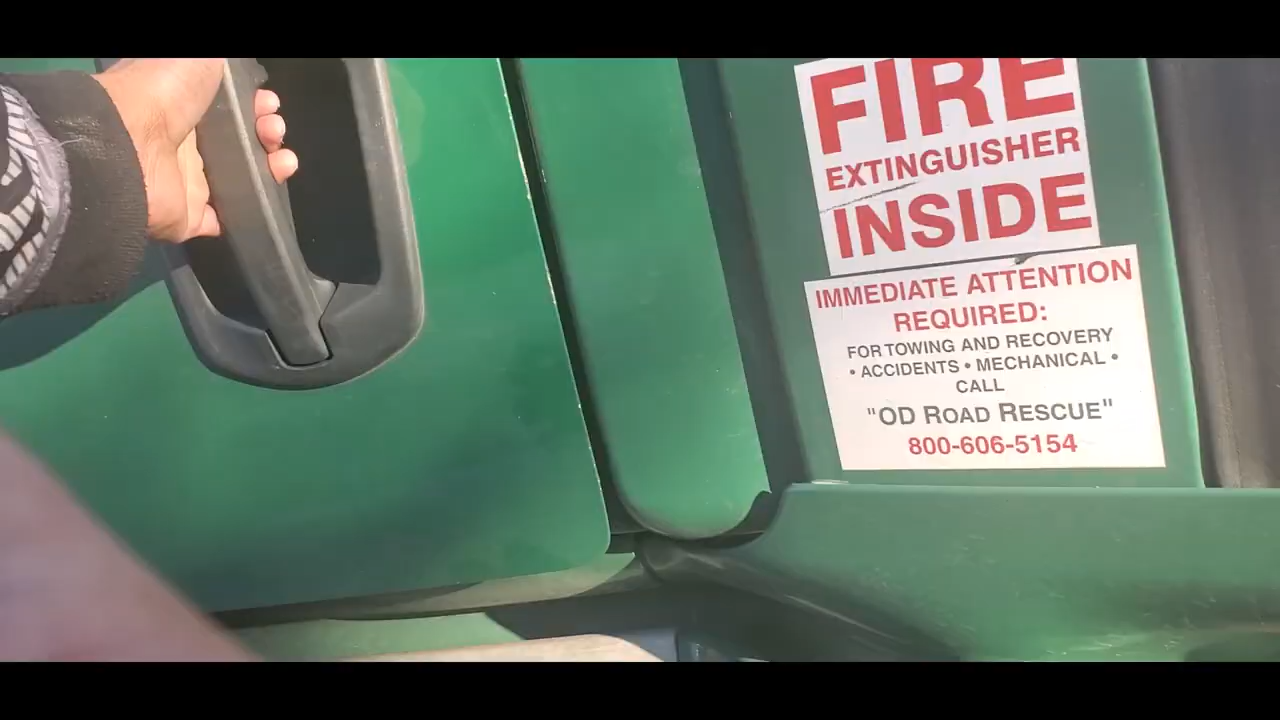 FIRE
EXTINGUISHER
INSIDE
IMMEDIATE ATTENTION
REQUIRED:
FOR TOWING AND RECOVERY
• ACCIDENTS • MECHANICAL •
CALL
"OD ROAD RESCUE"
800-606-5154